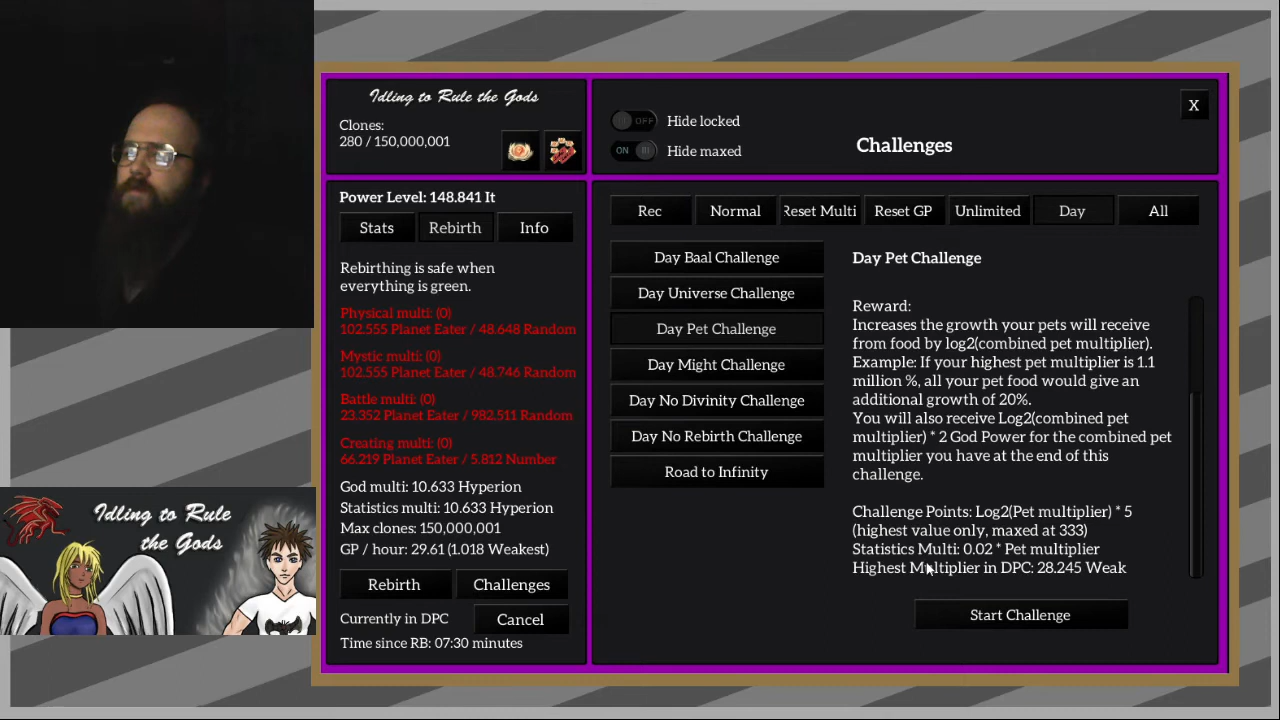 Idling to Rule the Gods
Clones:
280 / 150,000,001
OFF Hide locked
ON Hide maxed
Challenges
X
Power Level: 148.841 It
Stats Rebirth Info
Rebirthing is safe when
everything is green.
Physical multi: (0)
102.555 Planet Eater / 48.648 Random
Mystic multi: (0)
102.555 Planet Eater / 48.746 Random
Battle multi: (0)
23.352 Planet Eater / 982.511 Random
Creating multi: (0)
66.219 Planet Eater / 5.812 Number
God multi: 10.633 Hyperion
Statistics multi: 10.633 Hyperion
Max clones: 150,000,001
GP / hour: 29.61 (1.018 Weakest)
Rebirth Challenges
Currently in DPC Cancel
Time since RB: 07:30 minutes
Rec Normal Reset Multi Reset GP Unlimited Day All
Day Baal Challenge
Day Universe Challenge
Day Pet Challenge
Day Might Challenge
Day No Divinity Challenge
Day No Rebirth Challenge
Road to Infinity
Day Pet Challenge
Reward:
Increases the growth your pets will receive
from food by log2(combined pet multiplier).
Example: If your highest pet multiplier is 1.1
million %, all your pet food would give an
additional growth of 20%.
You will also receive Log2(combined pet
multiplier) * 2 God Power for the combined pet
multiplier you have at the end of this
challenge.
Challenge Points: Log2(Pet multiplier) * 5
(highest value only, maxed at 333)
Statistics Multi: 0.02 * Pet multiplier
Highest Multiplier in DPC: 28.245 Weak
Start Challenge
Idling to Rule
the Gods